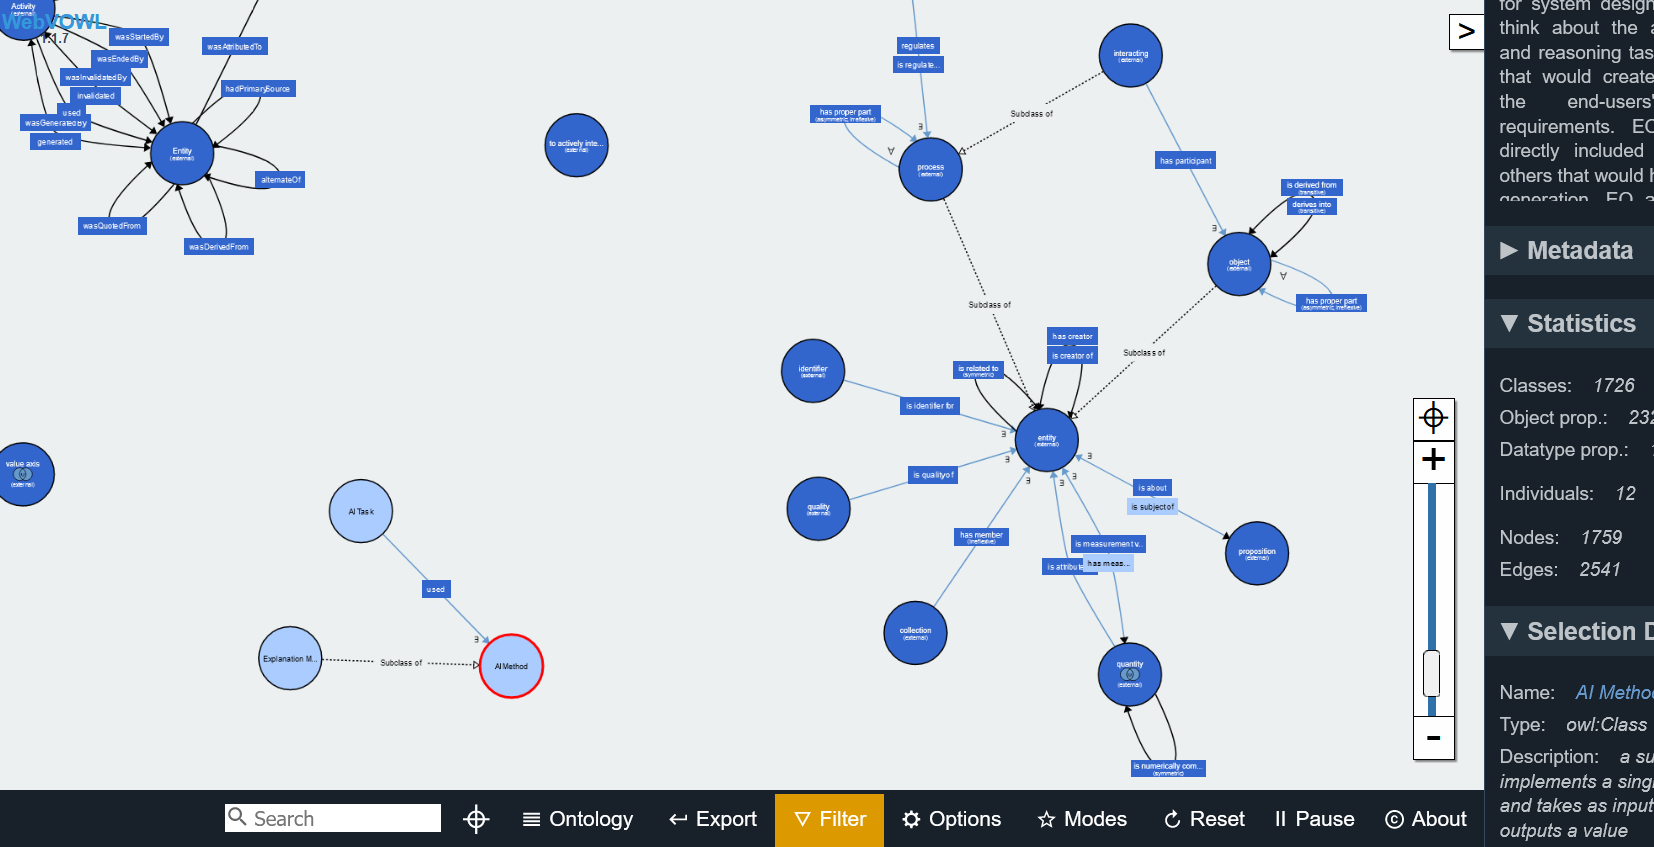 Activity
(external)
WebVOWL
1.1.7
wasStartedBy
wasEndedBy
wasInvalidatedBy
invalidated
used
wasGeneratedBy
generated
wasAttributedTo
hadPrimarySource
Entity
(external)
alternateOf
wasQuotedFrom
wasDerivedFrom
to actively inte...
(external)
regulates
is regulate...
has proper part
(asymmetric, irreflexive)
∃
∀
process
(external)
interacting
(external)
Subclass of
has participant
is derived from
(transitive)
derives into
(transitive)
∃
object
(external)
∀
has proper part
(asymmetric, irreflexive)
Subclass of
Subclass of
has creator
is creator of
is related to
(symmetric)
identifier
(external)
is identifier for
∃
entity
(external)
∃
∃
∃
∃
∃
is quality of
quality
(external)
is about
is subject of
has member
(irreflexive)
is measurement v...
has meas...
is attribute
proposition
(external)
collection
(external)
quantity
(external)
is numerically com...
(symmetric)
value axis
(external)
AI Task
used
∃
Explanation M...
Subclass of
AI Method
>
+
-
for system design
think about the a
and reasoning tas
that would create
the end-users'
requirements. EO
directly included
others that would h
generation. EO a
▶ Metadata
▼ Statistics
Classes: 1726
Object prop.: 232
Datatype prop.: 1
Individuals: 12
Nodes: 1759
Edges: 2541
▼ Selection D
Name: AI Method
Type: owl:Class
Description: a su
implements a singl
and takes as input
outputs a value
Search
Ontology
Export
Filter
Options
Modes
Reset
Pause
© About